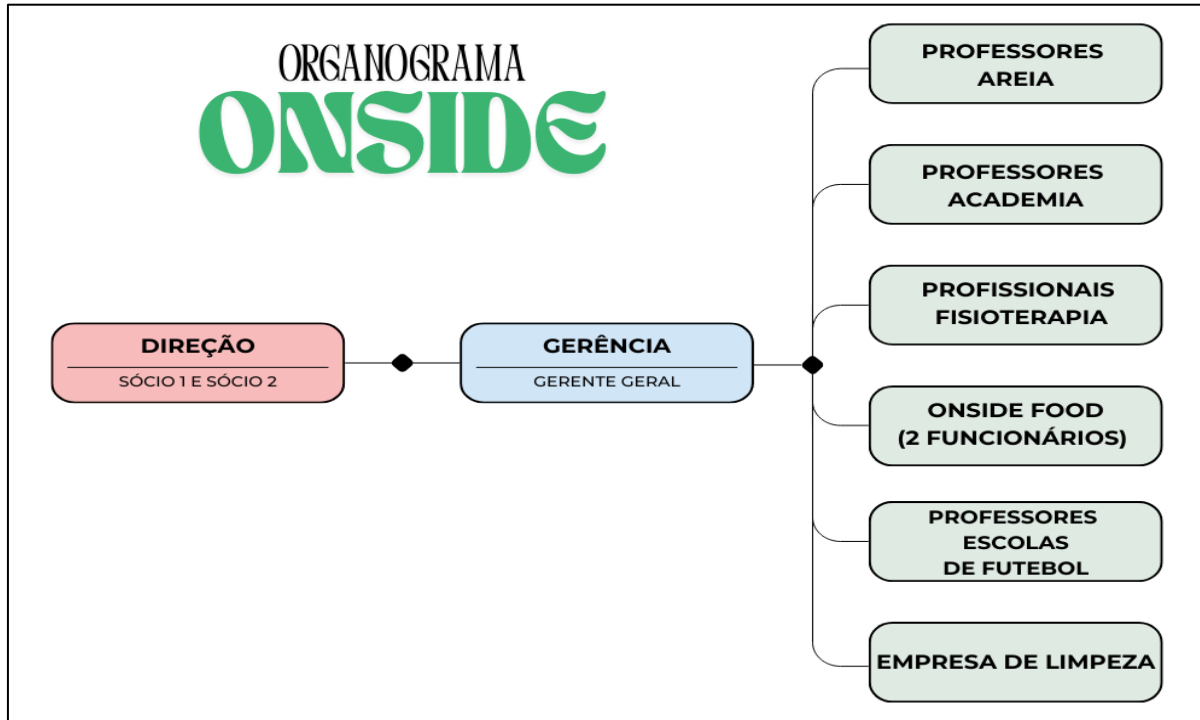 ORGANOGRAMA
ONSIDE
DIREÇÃO
SÓCIO 1 E SÓCIO 2
GERÊNCIA
GERENTE GERAL
PROFESSORES
AREIA
PROFESSORES
ACADEMIA
PROFISSIONAIS
FISIOTERAPIA
ONSIDE FOOD
(2 FUNCIONÁRIOS)
PROFESSORES
ESCOLAS
DE FUTEBOL
EMPRESA DE LIMPEZA